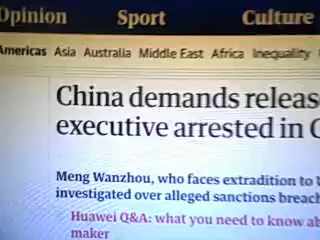 Opinion Sport Culture
Americas Asia Australia Middle East Africa Inequality
China demands releas
executive arrested in C
Meng Wanzhou, who faces extradition to t
investigated over alleged sanctions breach
Huawei Q&A: what you need to know ab
maker